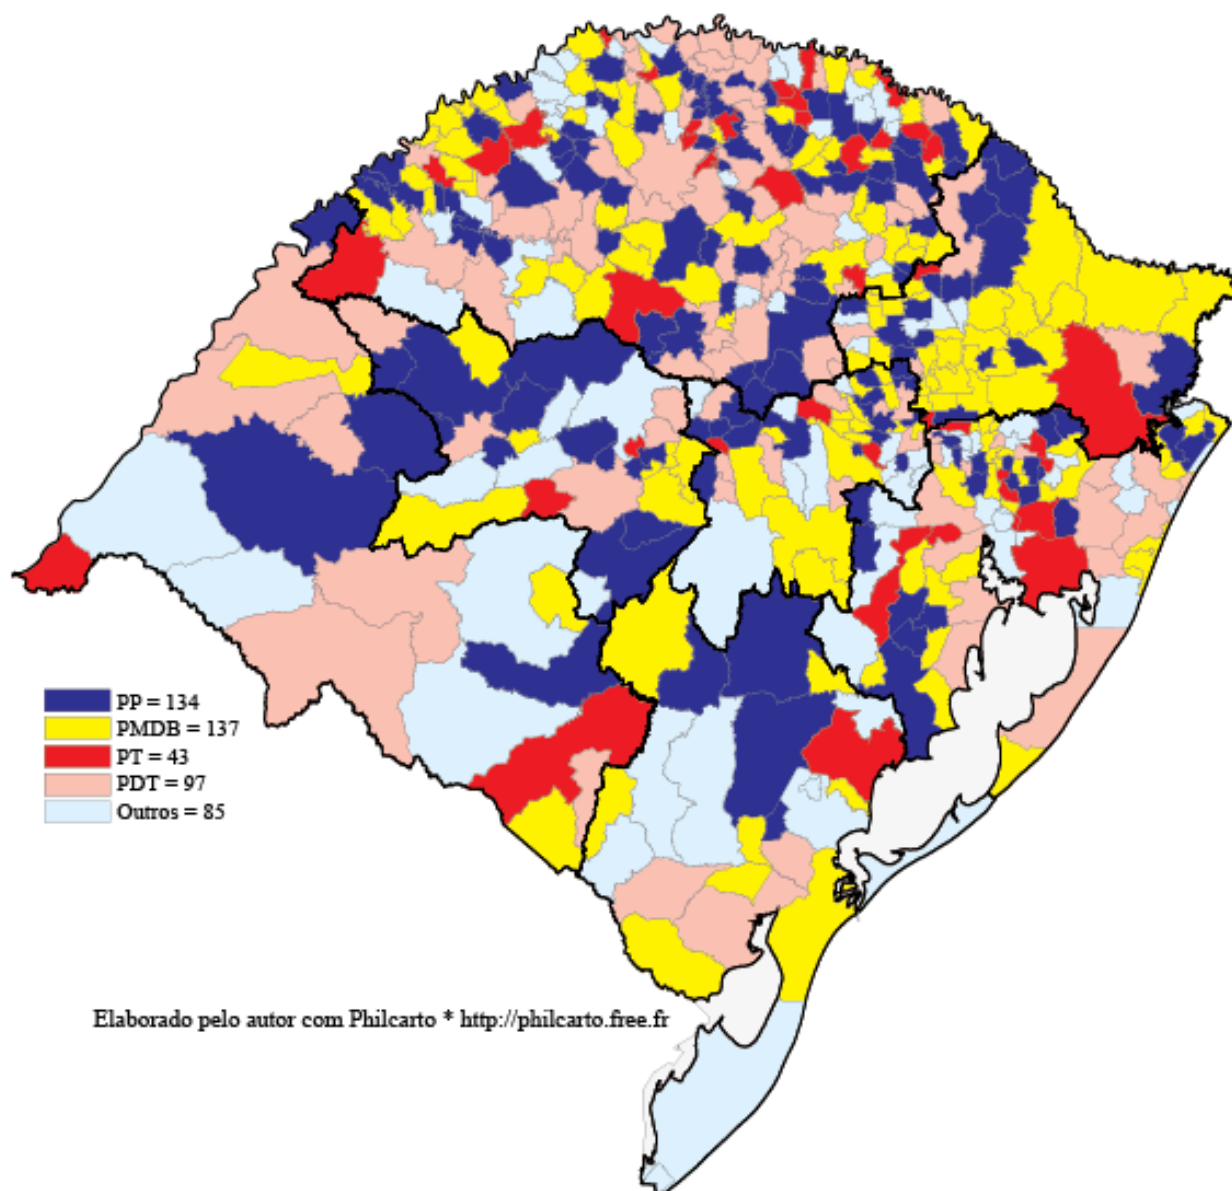 PP = 134
PMDB = 137
PT = 43
PDT = 97
Outros = 85
Elaborado pelo autor com Philcarto * http://philcarto.free.fr